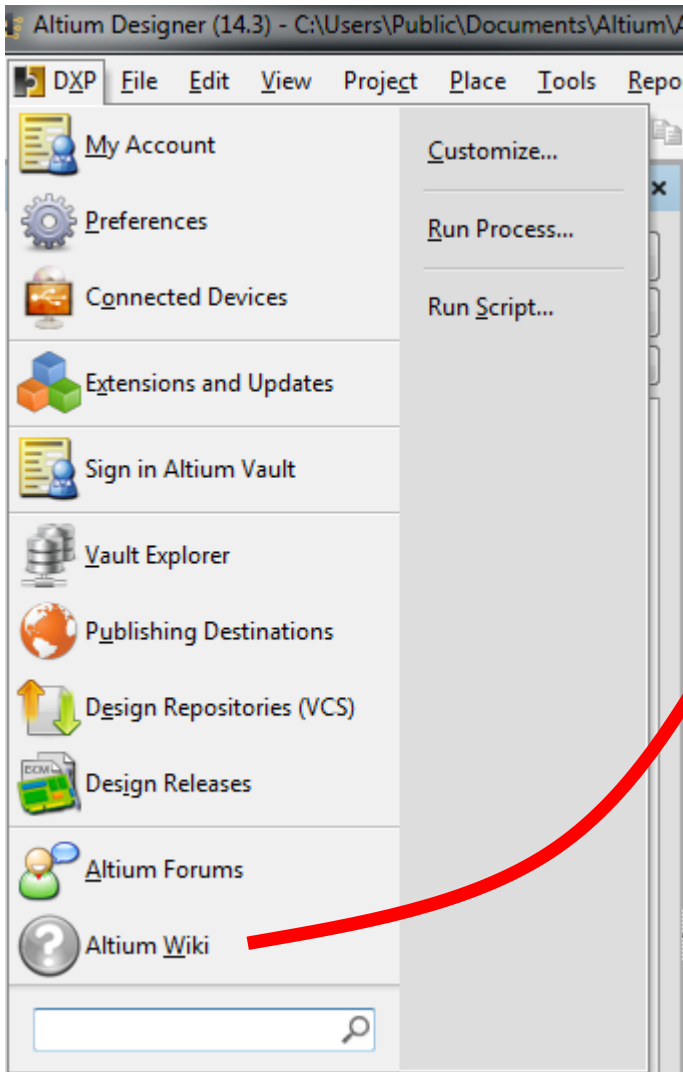 Altium Designer (14.3) - C:\Users\Public\Documents\Altium\A
DXP File Edit View Project Place Tools Repo
My Account
Preferences
Connected Devices
Extensions and Updates
Sign in Altium Vault
Vault Explorer
Publishing Destinations
Design Repositories (VCS)
Design Releases
Altium Forums
Altium Wiki
Customize...
Run Process...
Run Script...